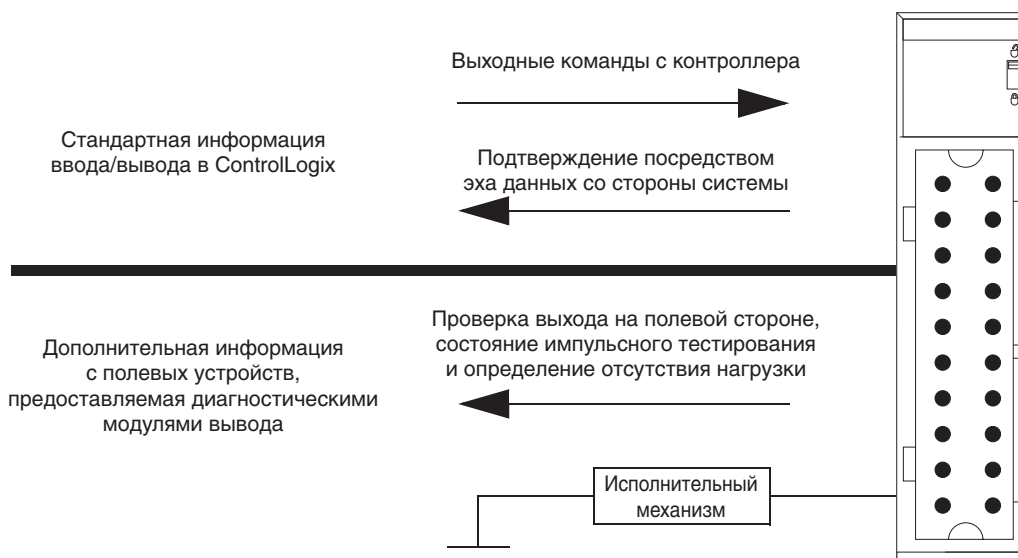 Выходные команды с контроллера
Стандартная информация
ввода/вывода в ControlLogix
Подтверждение посредством
эха данных со стороны системы
Дополнительная информация
с полевых устройств,
предоставляемая диагностическими
модулями вывода
Проверка выхода на полевой стороне,
состояние импульсного тестирования
и определение отсутствия нагрузки
Исполнительный
механизм